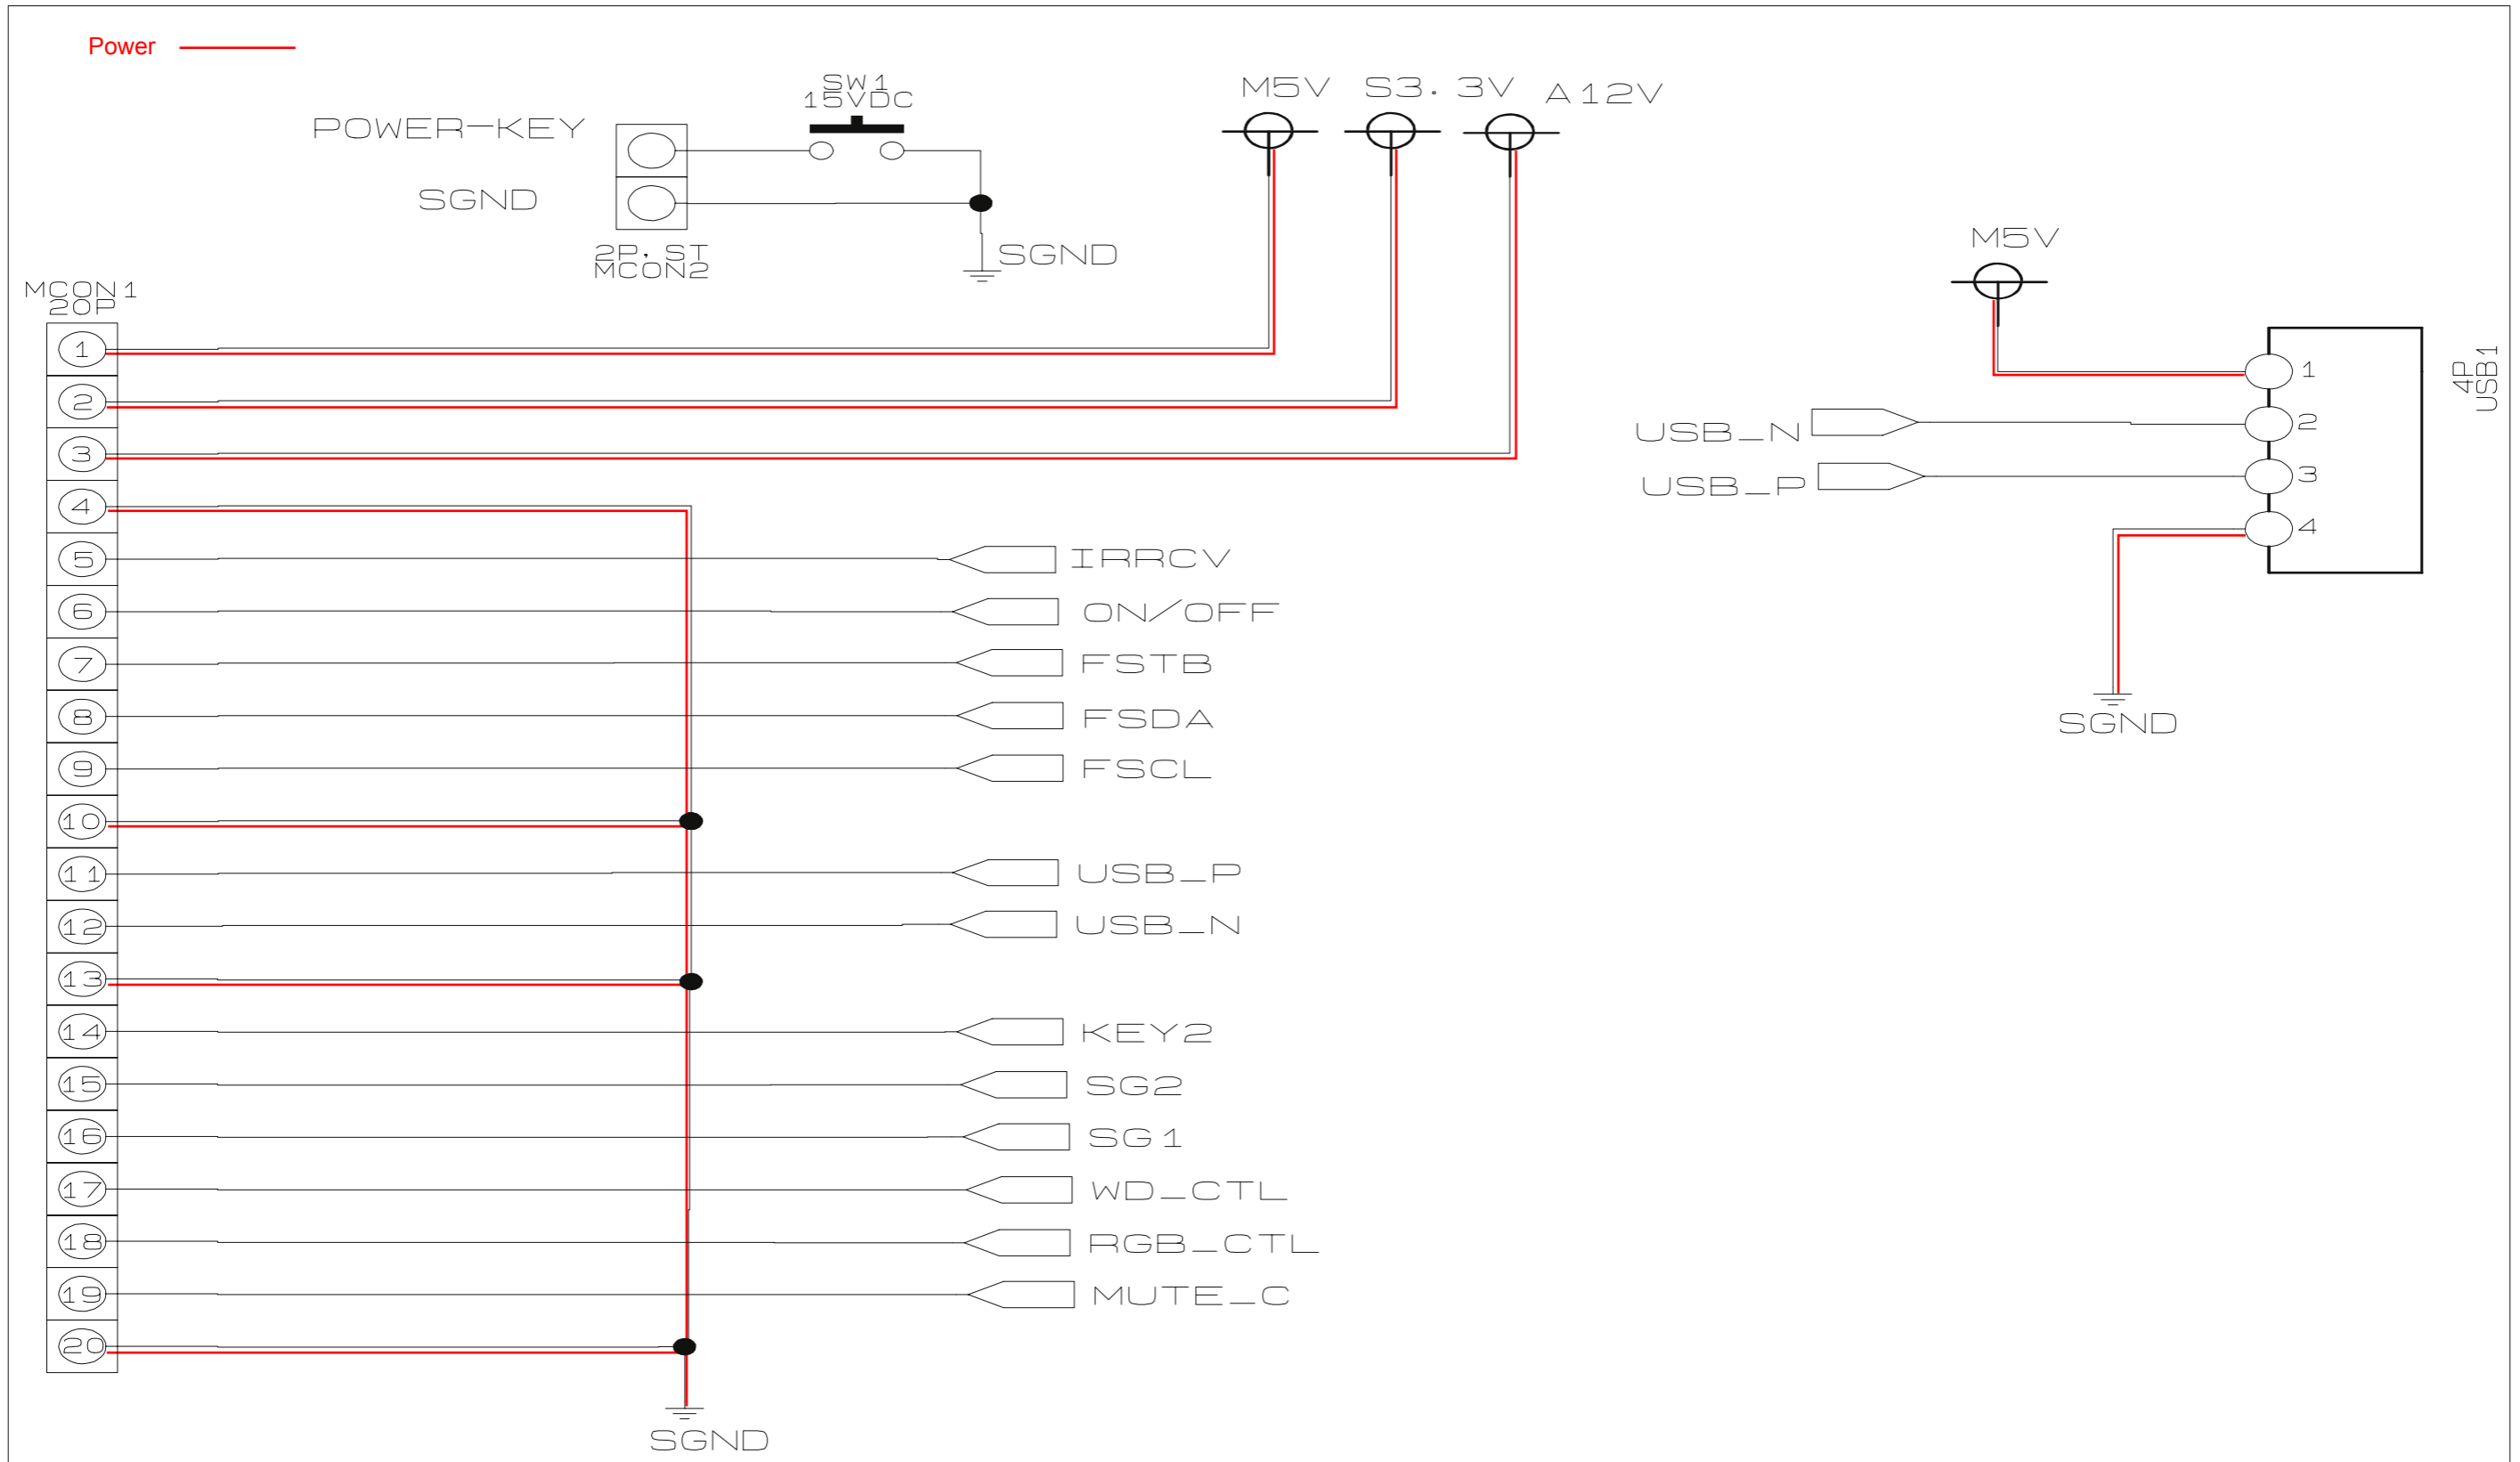 Power
SW1
15VDC
POWER-KEY
SGND
2P.ST
MCON2
SGND
M5V
S3.3V
A12V
M5V
MCON1
20P
1
2
3
4
5
6
7
8
9
10
11
12
13
14
15
16
17
18
19
20
IRRCV
ON/OFF
FSTB
FSDA
FSCL
USB_P
USB_N
KEY2
SG2
SG1
WD_CTL
RGB_CTL
MUTE_C
SGND
USB_N
USB_P
1
2
3
4
4P
USB1
SGND